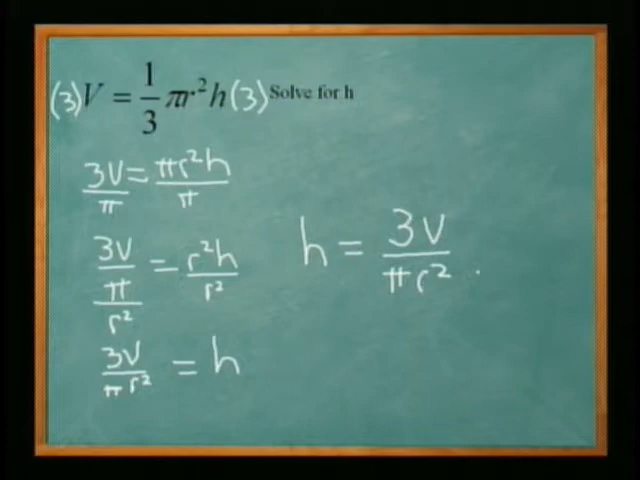 (3)V = 1/3 πr²h(3) Solve for h
3V/π = πr²h/π
3V/π/r² = r²h/r²
3V/πr² = h
h = 3V/πr²